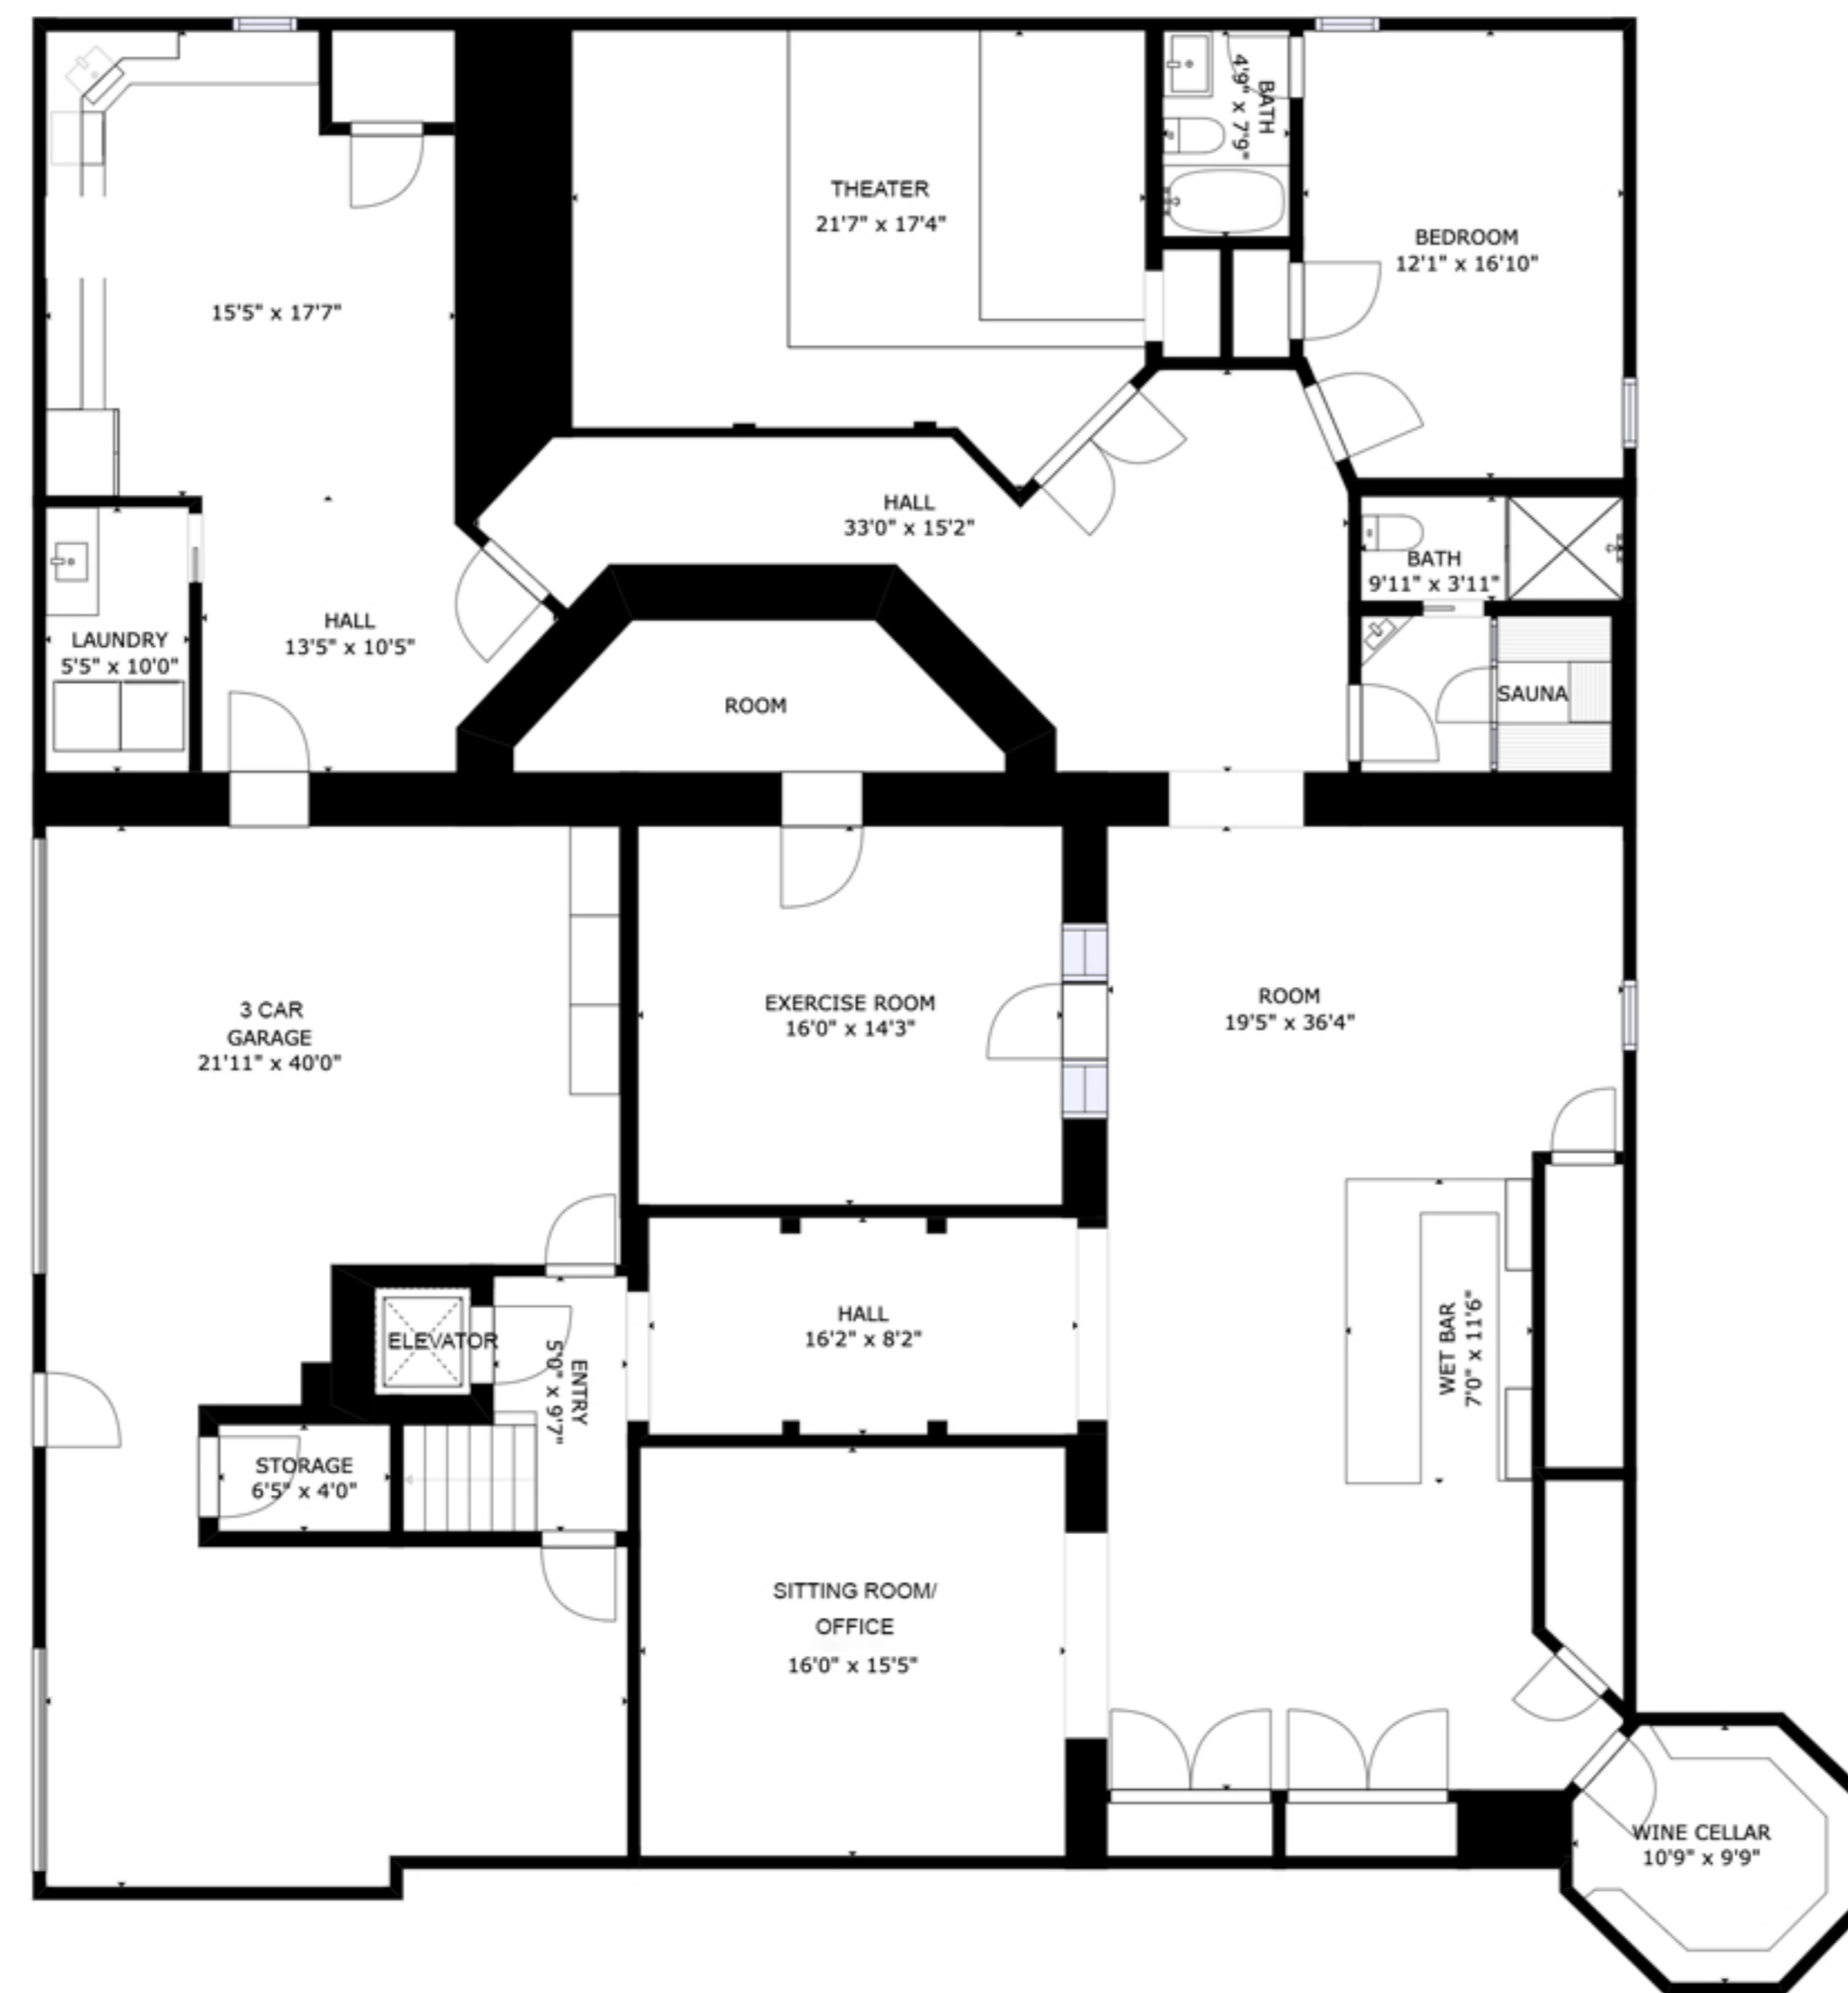 THEATER
21'7" x 17'4"
BATH
4'9" x 7'9"
BEDROOM
12'1" x 16'10"
15'5" x 17'7"
HALL
33'0" x 15'2"
BATH
9'11" x 3'11"
HALL
13'5" x 10'5"
LAUNDRY
5'5" x 10'0"
ROOM
SAUNA
3 CAR
GARAGE
21'11" x 40'0"
EXERCISE ROOM
16'0" x 14'3"
ROOM
19'5" x 36'4"
ELEVATOR
ENTRY
5'0" x 9'7"
HALL
16'2" x 8'2"
WET BAR
7'0" x 11'6"
STORAGE
6'5" x 4'0"
SITTING ROOM/
OFFICE
16'0" x 15'5"
WINE CELLAR
10'9" x 9'9"